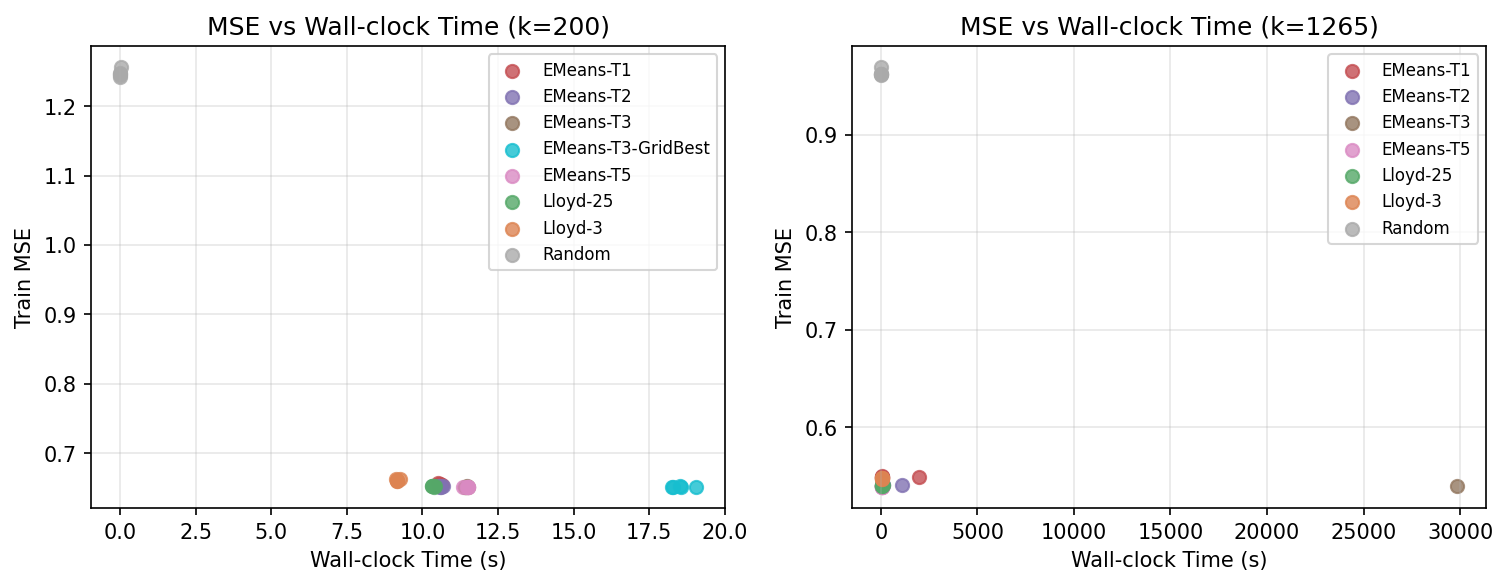 MSE vs Wall-clock Time (k=200)
Train MSE
1.2
1.1
1.0
0.9
0.8
0.7
0.0 2.5 5.0 7.5 10.0 12.5 15.0 17.5 20.0
Wall-clock Time (s)
EMeans-T1
EMeans-T2
EMeans-T3
EMeans-T3-GridBest
EMeans-T5
Lloyd-25
Lloyd-3
Random
MSE vs Wall-clock Time (k=1265)
Train MSE
0.9
0.8
0.7
0.6
0 5000 10000 15000 20000 25000 30000
Wall-clock Time (s)
EMeans-T1
EMeans-T2
EMeans-T3
EMeans-T5
Lloyd-25
Lloyd-3
Random